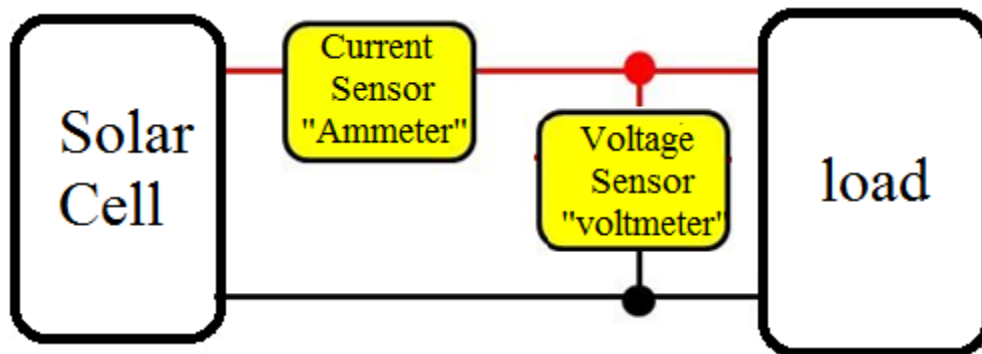 Solar
Cell
Current
Sensor
"Ammeter"
Voltage
Sensor
"voltmeter"
load